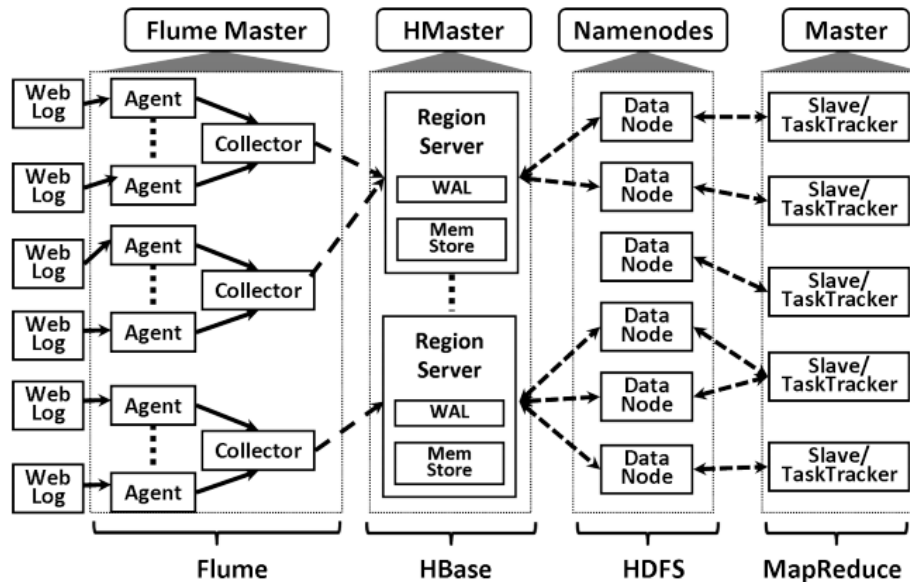 Flume Master
HMaster
Namenodes
Master
Web
Log
Agent
Collector
Web
Log
Agent
Web
Log
Agent
Collector
Web
Log
Agent
Web
Log
Agent
Collector
Web
Log
Agent
Region
Server
WAL
Mem
Store
Region
Server
WAL
Mem
Store
Data
Node
Data
Node
Data
Node
Data
Node
Data
Node
Data
Node
Slave/
TaskTracker
Slave/
TaskTracker
Slave/
TaskTracker
Slave/
TaskTracker
Slave/
TaskTracker
Flume
HBase
HDFS
MapReduce